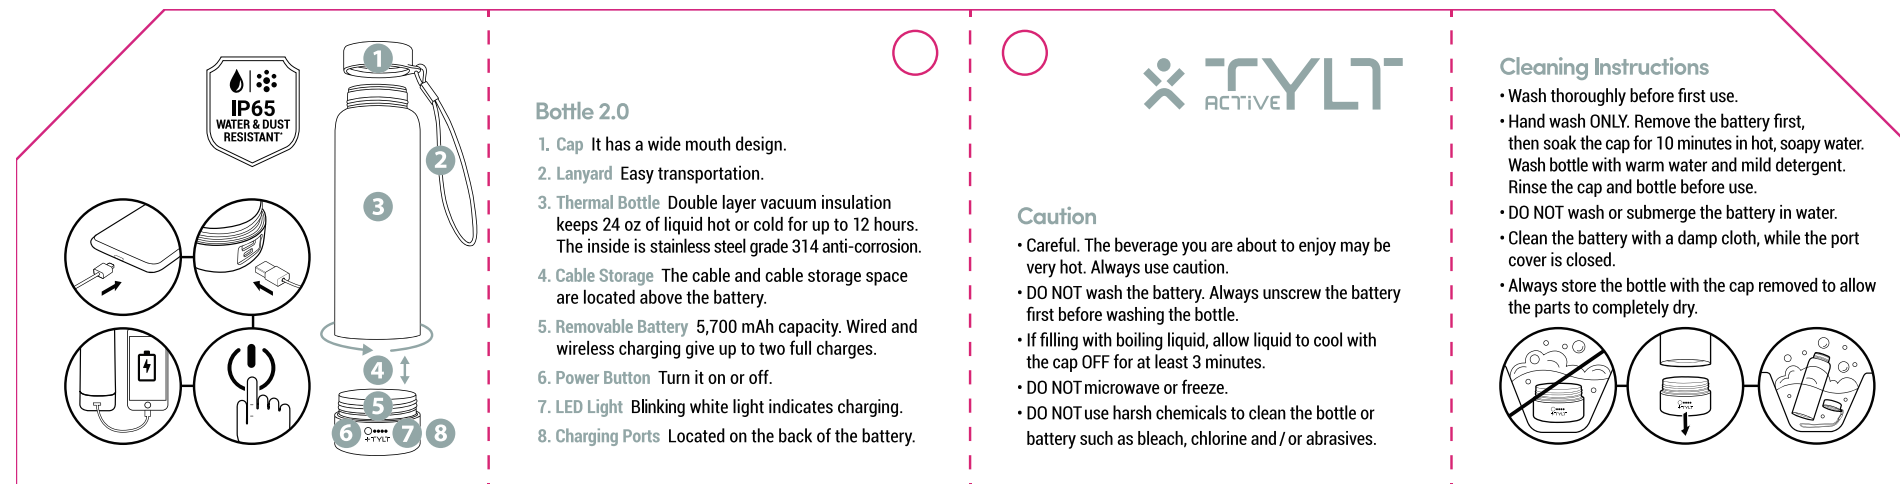 IP65
WATER & DUST
RESISTANT*
1
2
3
4
5
6
+TYLT
7
8
Bottle 2.0
1. Cap It has a wide mouth design.
2. Lanyard Easy transportation.
3. Thermal Bottle Double layer vacuum insulation
keeps 24 oz of liquid hot or cold for up to 12 hours.
The inside is stainless steel grade 314 anti-corrosion.
4. Cable Storage The cable and cable storage space
are located above the battery.
5. Removable Battery 5,700 mAh capacity. Wired and
wireless charging give up to two full charges.
6. Power Button Turn it on or off.
7. LED Light Blinking white light indicates charging.
8. Charging Ports Located on the back of the battery.
TYLT
ACTiVE
Caution
• Careful. The beverage you are about to enjoy may be
very hot. Always use caution.
• DO NOT wash the battery. Always unscrew the battery
first before washing the bottle.
• If filling with boiling liquid, allow liquid to cool with
the cap OFF for at least 3 minutes.
• DO NOT microwave or freeze.
• DO NOT use harsh chemicals to clean the bottle or
battery such as bleach, chlorine and / or abrasives.
Cleaning Instructions
• Wash thoroughly before first use.
• Hand wash ONLY. Remove the battery first,
then soak the cap for 10 minutes in hot, soapy water.
Wash bottle with warm water and mild detergent.
Rinse the cap and bottle before use.
• DO NOT wash or submerge the battery in water.
• Clean the battery with a damp cloth, while the port
cover is closed.
• Always store the bottle with the cap removed to allow
the parts to completely dry.
+TYLT
+TYLT